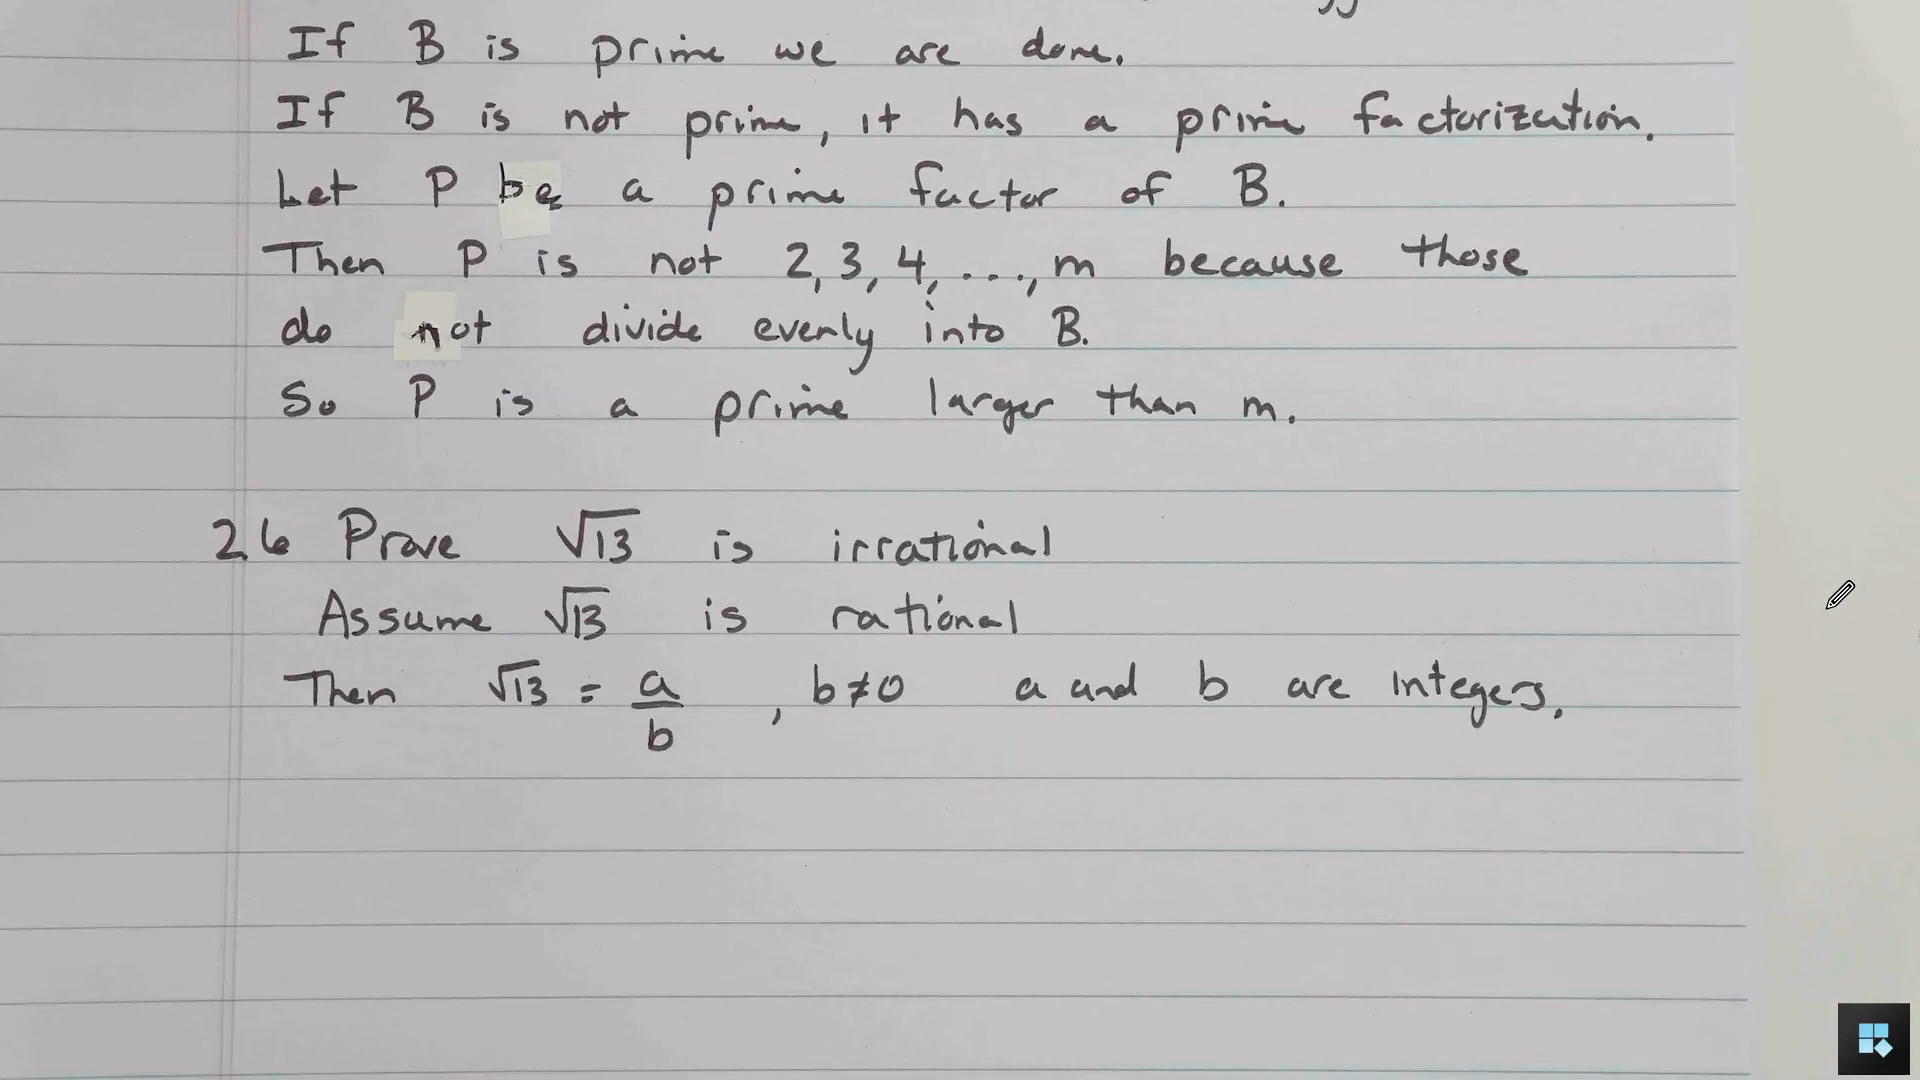 If B is prime we are done.
If B is not prime, it has a prime factorization.
Let P be a prime factor of B.
Then P is not 2, 3, 4, ..., m because those
do not divide evenly into B.
So P is a prime larger than m.
2.6 Prove √13 is irrational
Assume √13 is rational
Then √13 = a/b , b≠0 a and b are integers.